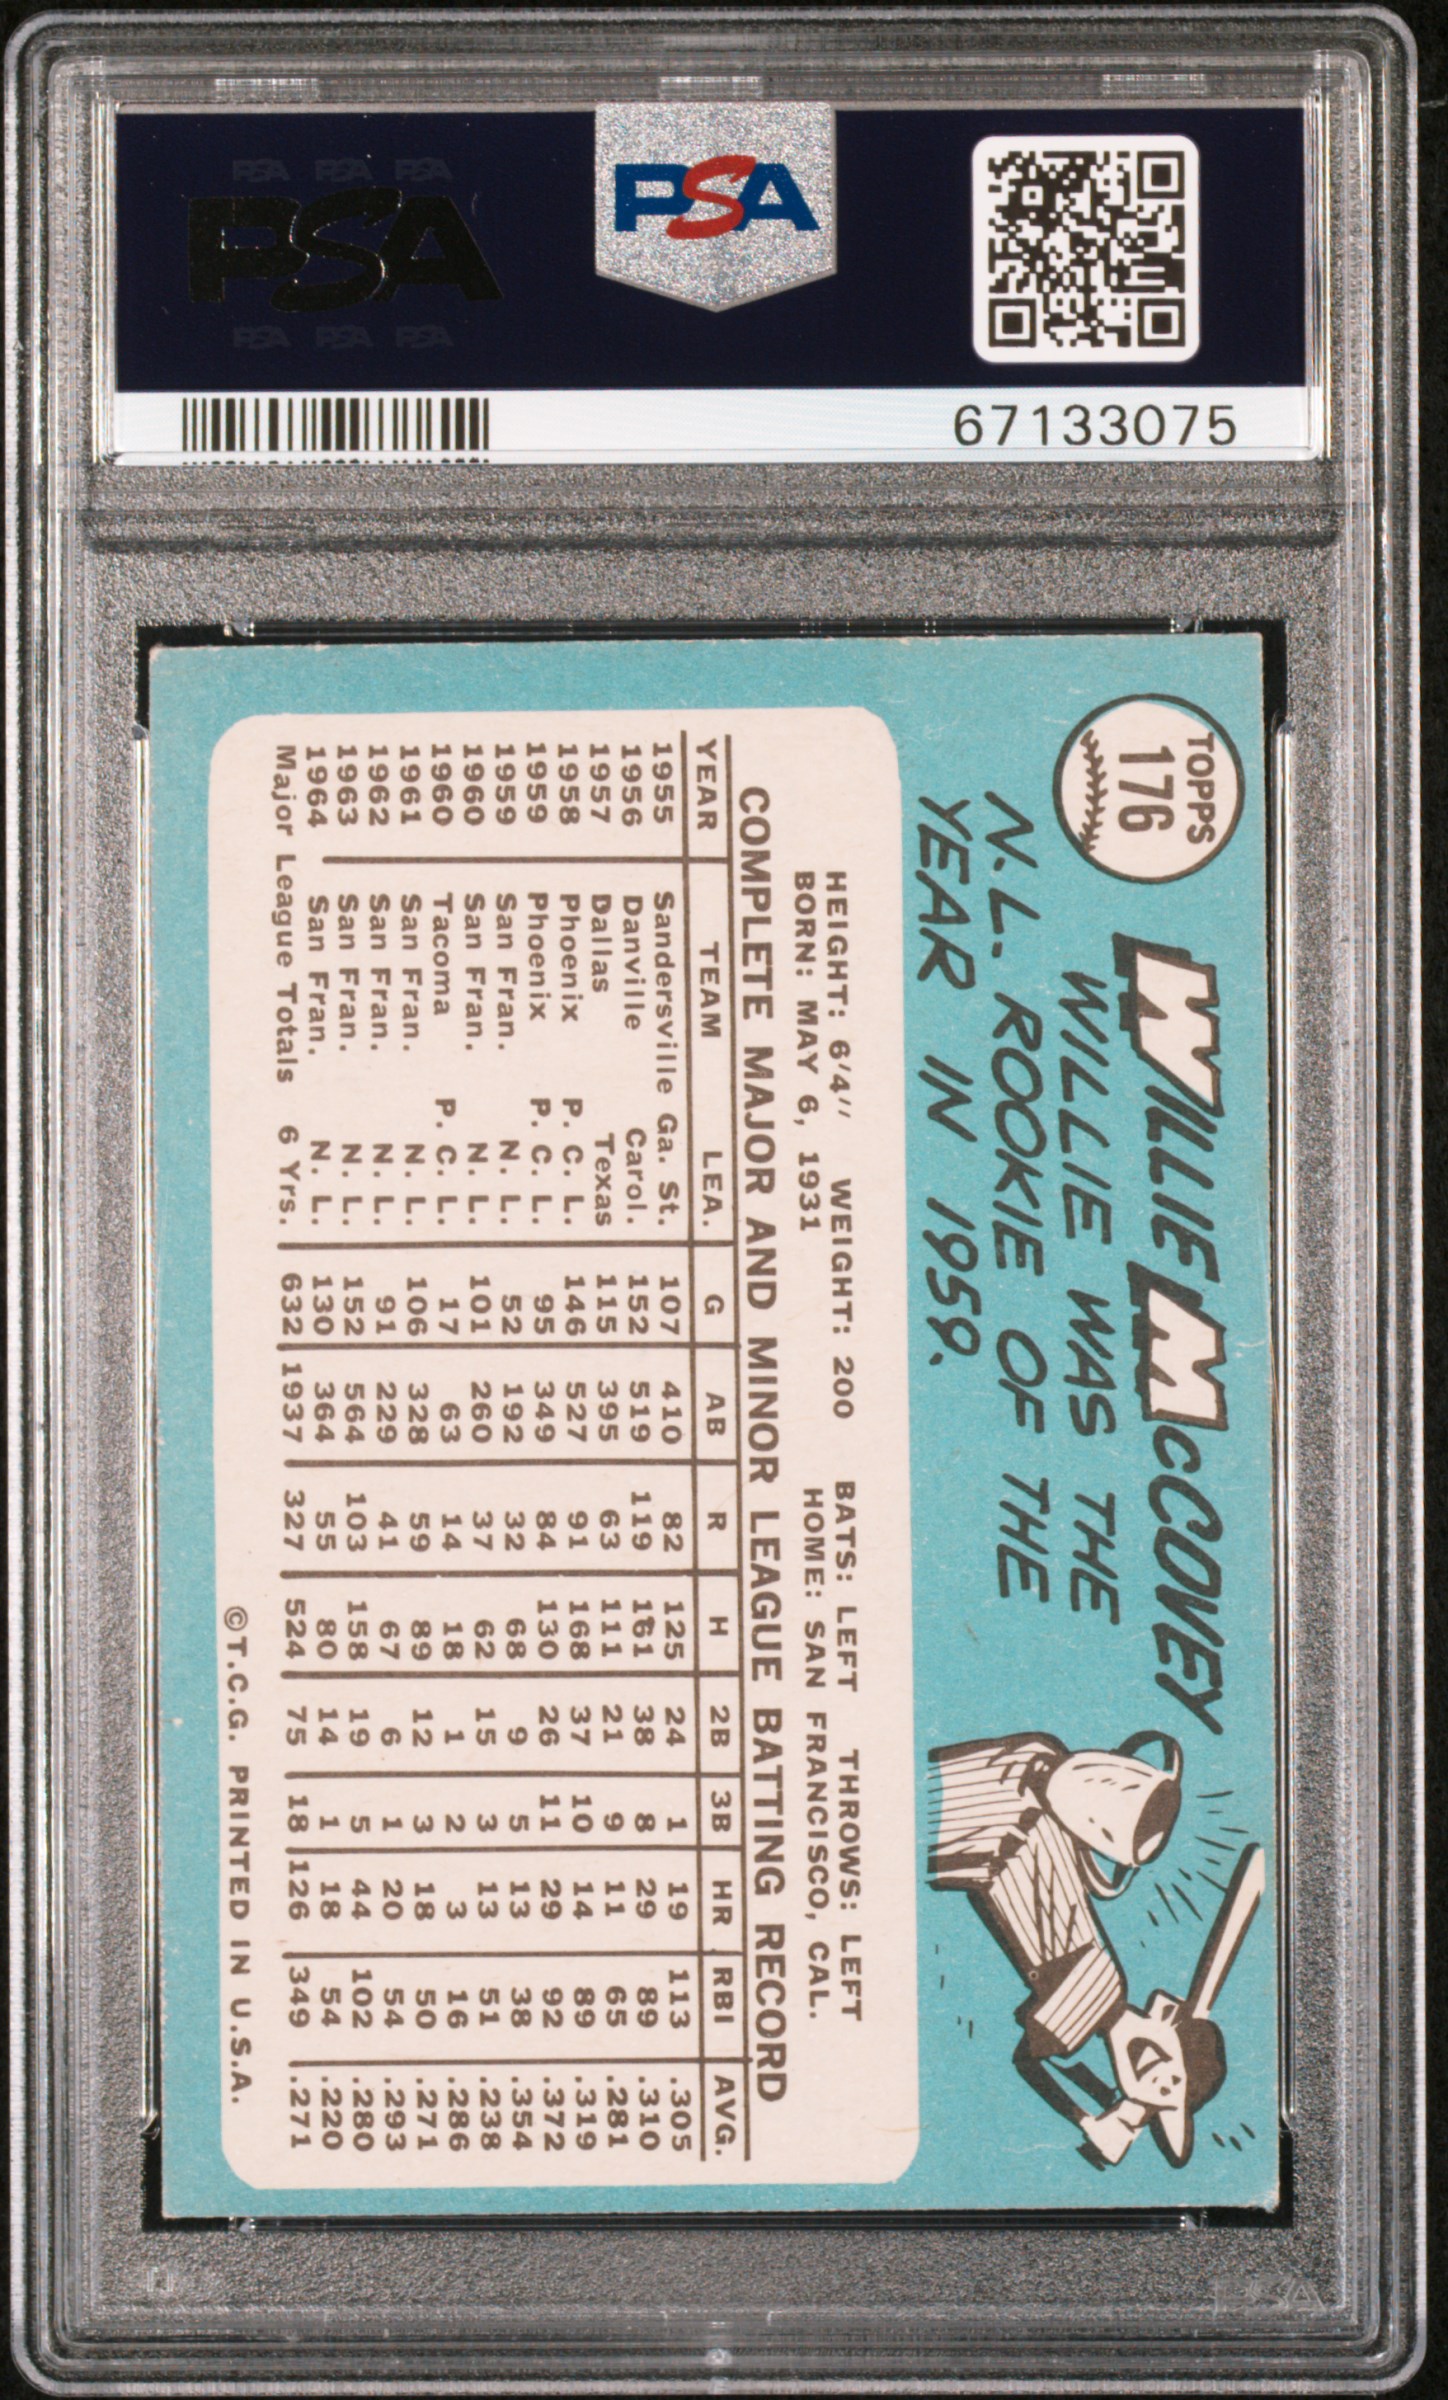 PSA PSA PSA
PSA
PSA PSA PSA
PSA
67133075
TOPPS
176
WILLIE McCOVEY
WILLIE WAS THE
N.L. ROOKIE OF THE
YEAR IN 1959.
HEIGHT: 6'4" WEIGHT: 200 BATS: LEFT THROWS: LEFT
BORN: MAY 6, 1931 HOME: SAN FRANCISCO, CAL.
COMPLETE MAJOR AND MINOR LEAGUE BATTING RECORD
YEAR TEAM LEA. G AB R H 2B 3B HR RBI AVG.
1955 Sandersville Ga. St. 107 410 82 125 24 1 19 113 .305
1956 Danville Carol. 152 519 119 161 38 8 29 89 .310
1957 Dallas Texas 115 395 63 111 21 9 11 65 .281
1958 Phoenix P. C. L. 146 527 91 168 37 10 14 89 .319
1959 Phoenix P. C. L. 95 349 84 130 26 11 29 92 .372
1959 San Fran. N. L. 52 192 32 68 9 5 13 38 .354
1960 San Fran. N. L. 101 260 37 62 15 3 13 51 .238
1960 Tacoma P. C. L. 17 63 14 18 1 2 3 16 .286
1961 San Fran. N. L. 106 328 59 89 12 3 18 50 .271
1962 San Fran. N. L. 91 229 41 67 6 1 20 54 .293
1963 San Fran. N. L. 152 564 103 158 19 5 44 102 .280
1964 San Fran. N. L. 130 364 55 80 14 1 18 54 .220
Major League Totals 6 Yrs. 632 1937 327 524 75 18 126 349 .271
©T.C.G. PRINTED IN U.S.A.
PSA